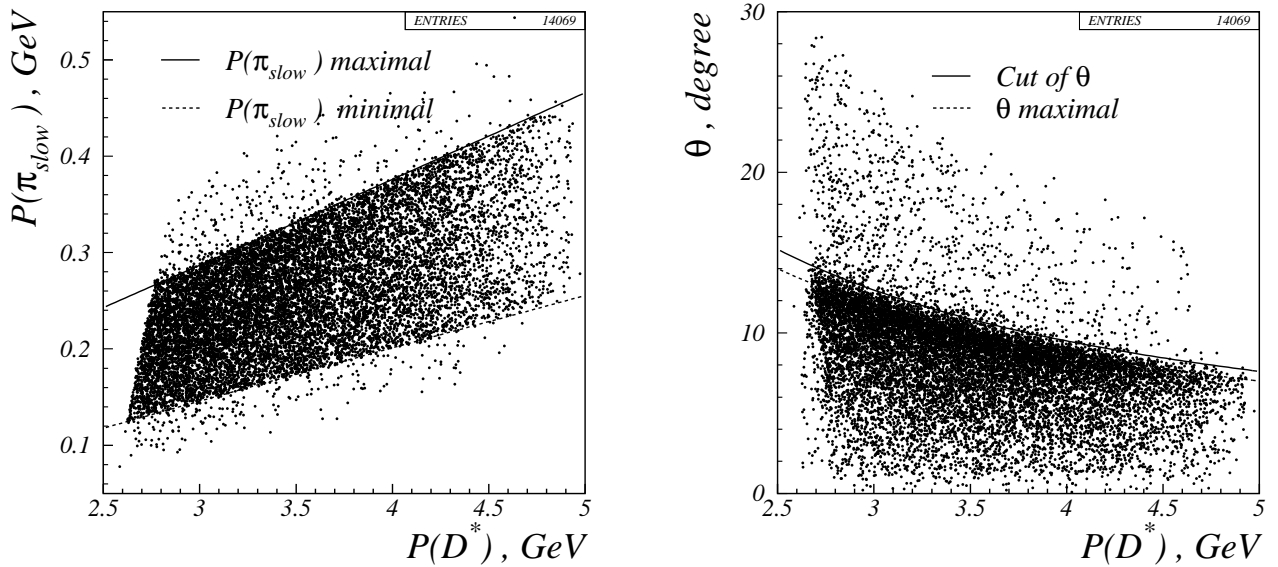 ENTRIES 14069
P(π_slow) maximal
P(π_slow) minimal
P(π_slow) , GeV
0.5
0.4
0.3
0.2
0.1
2.5 3 3.5 4 4.5 5
P(D*) , GeV
ENTRIES 14069
Cut of θ
θ maximal
θ , degree
30
20
10
0
2.5 3 3.5 4 4.5 5
P(D*) , GeV